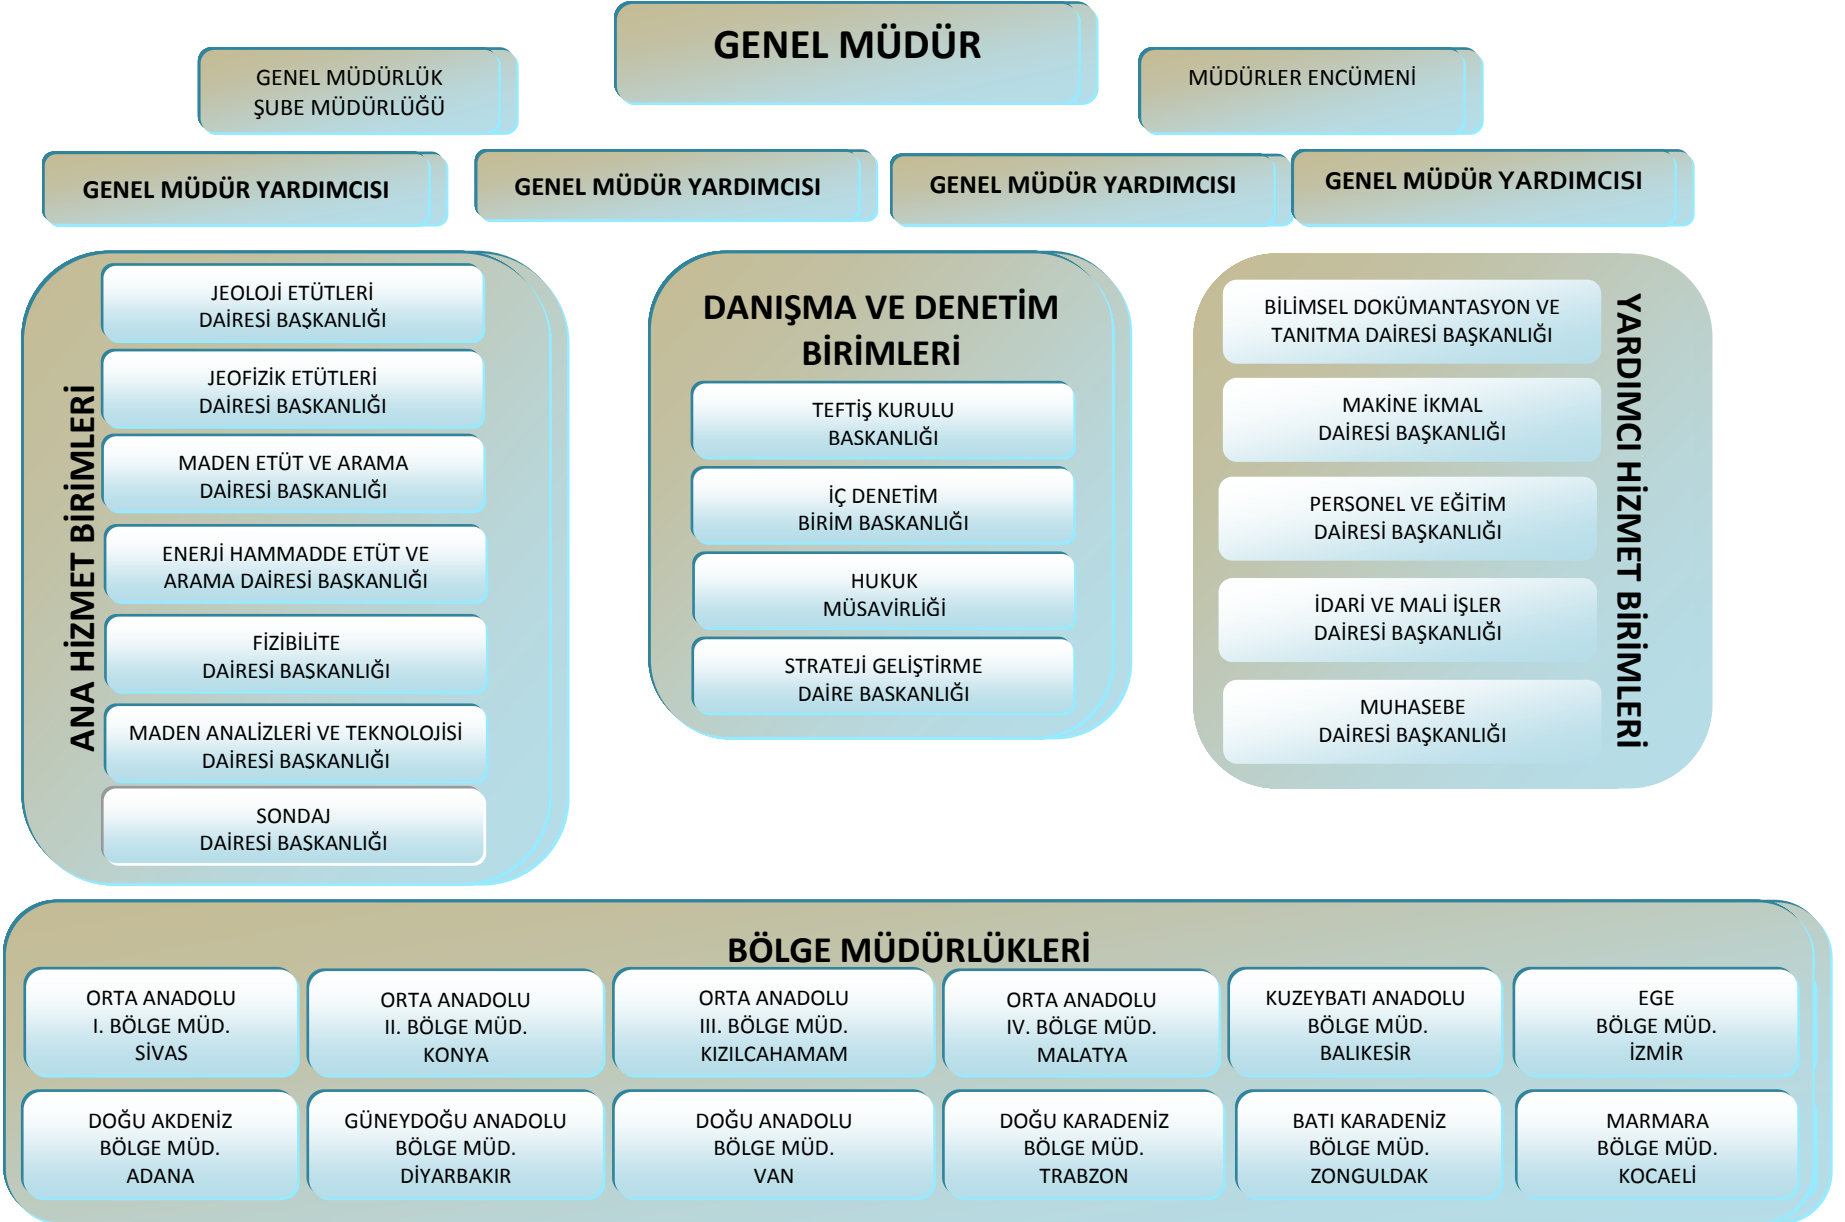 GENEL MÜDÜR
GENEL MÜDÜRLÜK
ŞUBE MÜDÜRLÜĞÜ
MÜDÜRLER ENCÜMENİ
GENEL MÜDÜR YARDIMCISI
GENEL MÜDÜR YARDIMCISI
GENEL MÜDÜR YARDIMCISI
GENEL MÜDÜR YARDIMCISI
ANA HİZMET BİRİMLERİ
JEOLOJİ ETÜTLERİ
DAİRESİ BAŞKANLIĞI
JEOFİZİK ETÜTLERİ
DAİRESİ BAŞKANLIĞI
MADEN ETÜT VE ARAMA
DAİRESİ BAŞKANLIĞI
ENERJİ HAMMADDE ETÜT VE
ARAMA DAİRESİ BAŞKANLIĞI
FİZİBİLİTE
DAİRESİ BAŞKANLIĞI
MADEN ANALİZLERİ VE TEKNOLOJİSİ
DAİRESİ BAŞKANLIĞI
SONDAJ
DAİRESİ BAŞKANLIĞI
DANIŞMA VE DENETİM
BİRİMLERİ
TEFTİŞ KURULU
BASKANLIĞI
İÇ DENETİM
BİRİM BASKANLIĞI
HUKUK
MÜSAVİRLİĞİ
STRATEJİ GELİŞTİRME
DAİRE BASKANLIĞI
YARDIMCI HİZMET BİRİMLERİ
BİLİMSEL DOKÜMANTASYON VE
TANITMA DAİRESİ BAŞKANLIĞI
MAKİNE İKMAL
DAİRESİ BAŞKANLIĞI
PERSONEL VE EĞİTİM
DAİRESİ BAŞKANLIĞI
İDARİ VE MALİ İŞLER
DAİRESİ BAŞKANLIĞI
MUHASEBE
DAİRESİ BAŞKANLIĞI
BÖLGE MÜDÜRLÜKLERİ
ORTA ANADOLU
I. BÖLGE MÜD.
SİVAS
ORTA ANADOLU
II. BÖLGE MÜD.
KONYA
ORTA ANADOLU
III. BÖLGE MÜD.
KIZILCAHAMAM
ORTA ANADOLU
IV. BÖLGE MÜD.
MALATYA
KUZEYBATI ANADOLU
BÖLGE MÜD.
BALIKESİR
EGE
BÖLGE MÜD.
İZMİR
DOĞU AKDENİZ
BÖLGE MÜD.
ADANA
GÜNEYDOĞU ANADOLU
BÖLGE MÜD.
DİYARBAKIR
DOĞU ANADOLU
BÖLGE MÜD.
VAN
DOĞU KARADENİZ
BÖLGE MÜD.
TRABZON
BATI KARADENİZ
BÖLGE MÜD.
ZONGULDAK
MARMARA
BÖLGE MÜD.
KOCAELİ